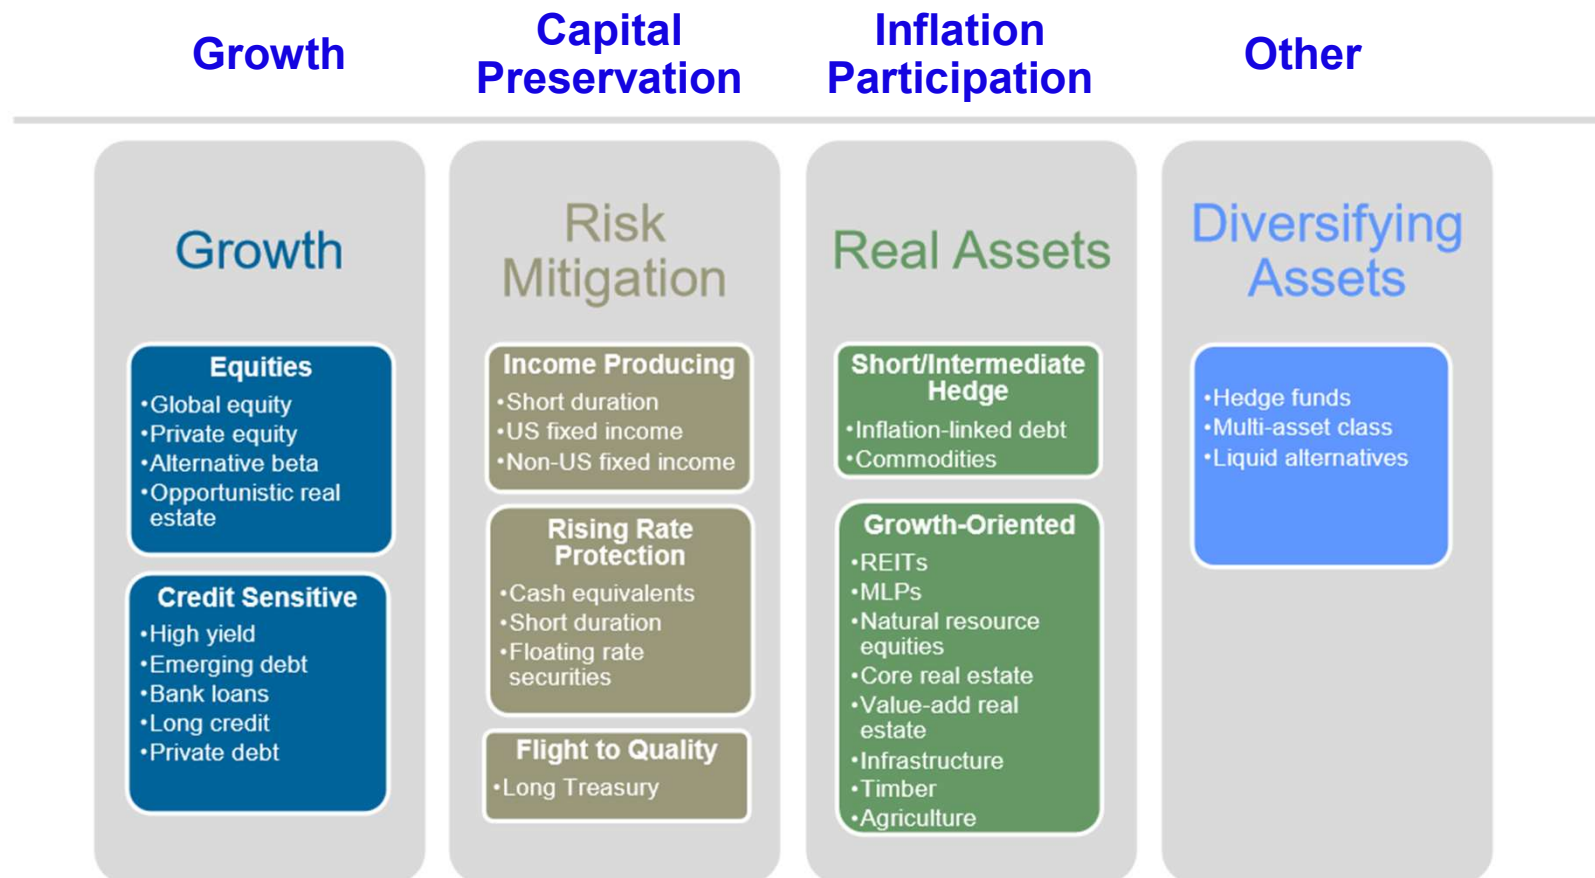 Growth
Capital
Preservation
Inflation
Participation
Other
Growth
Equities
•Global equity
•Private equity
•Alternative beta
•Opportunistic real
estate
Credit Sensitive
•High yield
•Emerging debt
•Bank loans
•Long credit
•Private debt
Risk
Mitigation
Income Producing
•Short duration
•US fixed income
•Non-US fixed income
Rising Rate
Protection
•Cash equivalents
•Short duration
•Floating rate
securities
Flight to Quality
•Long Treasury
Real Assets
Short/Intermediate
Hedge
•Inflation-linked debt
•Commodities
Growth-Oriented
•REITs
•MLPs
•Natural resource
equities
•Core real estate
•Value-add real
estate
•Infrastructure
•Timber
•Agriculture
Diversifying
Assets
•Hedge funds
•Multi-asset class
•Liquid alternatives